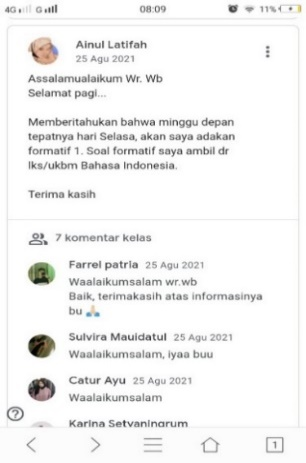 4G G 08:09 11%
Ainul Latifah
25 Agu 2021
Assalamualaikum Wr. Wb
Selamat pagi...
Memberitahukan bahwa minggu depan
tepatnya hari Selasa, akan saya adakan
formatif 1. Soal formatif saya ambil dr
lks/ukbm Bahasa Indonesia.
Terima kasih
7 komentar kelas
Farrel patria 25 Agu 2021
Waalaikumsalam wr.wb
Baik, terimakasih atas informasinya
bu 🙏
Sulvira Mauidatul 25 Agu 2021
Waalaikumsalam, iyaa buu
Catur Ayu 25 Agu 2021
Waalaikumsalam
Karina Setyaningrum
1